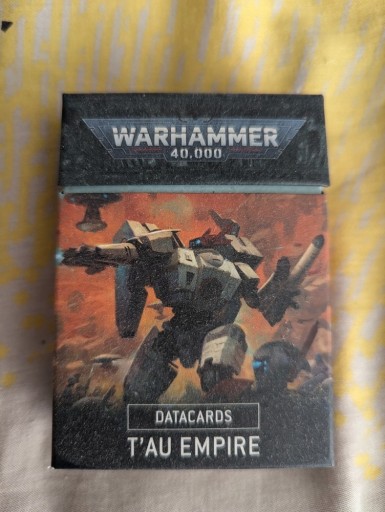 WARHAMMER
40,000
DATACARDS
T'AU EMPIRE